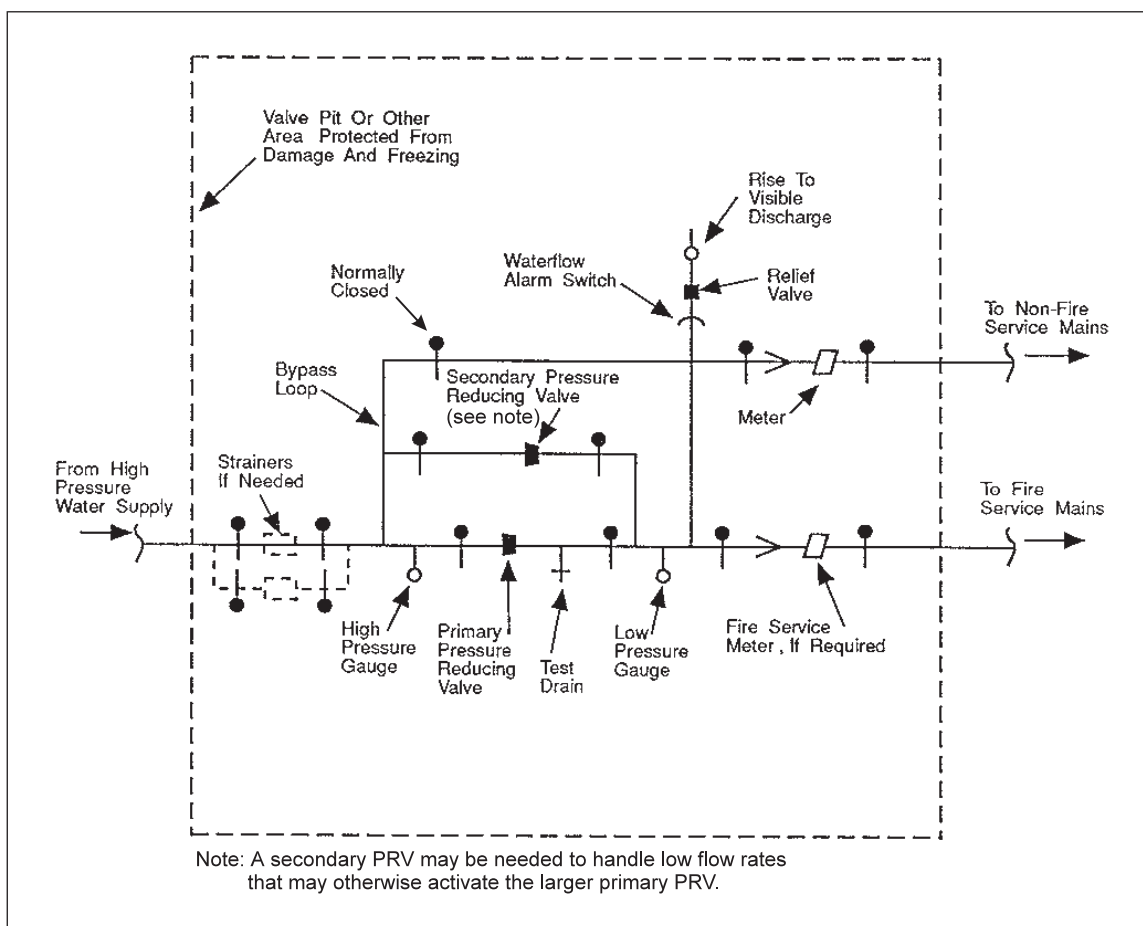 Valve Pit Or Other
Area Protected From
Damage And Freezing
Rise To
Visible
Discharge
Waterflow
Alarm Switch
Relief
Valve
Normally
Closed
To Non-Fire
Service Mains
Bypass
Loop
Secondary Pressure
Reducing Valve
(see note)
Meter
From High
Pressure
Water Supply
Strainers
If Needed
To Fire
Service Mains
High
Pressure
Gauge
Primary
Pressure
Reducing
Valve
Test
Drain
Low
Pressure
Gauge
Fire Service
Meter, If Required
Note: A secondary PRV may be needed to handle low flow rates
that may otherwise activate the larger primary PRV.